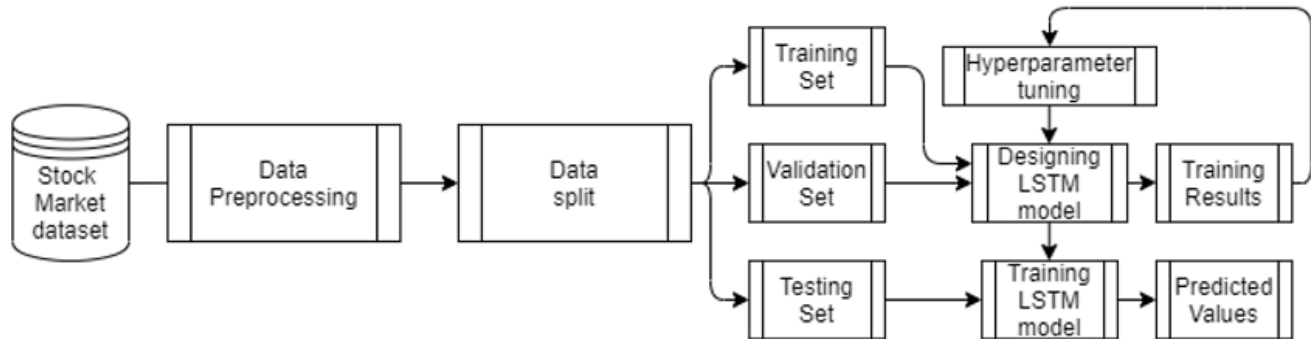 Stock
Market
dataset
Data
Preprocessing
Data
split
Training
Set
Validation
Set
Testing
Set
Hyperparameter
tuning
Designing
LSTM
model
Training
Results
Training
LSTM
model
Predicted
Values